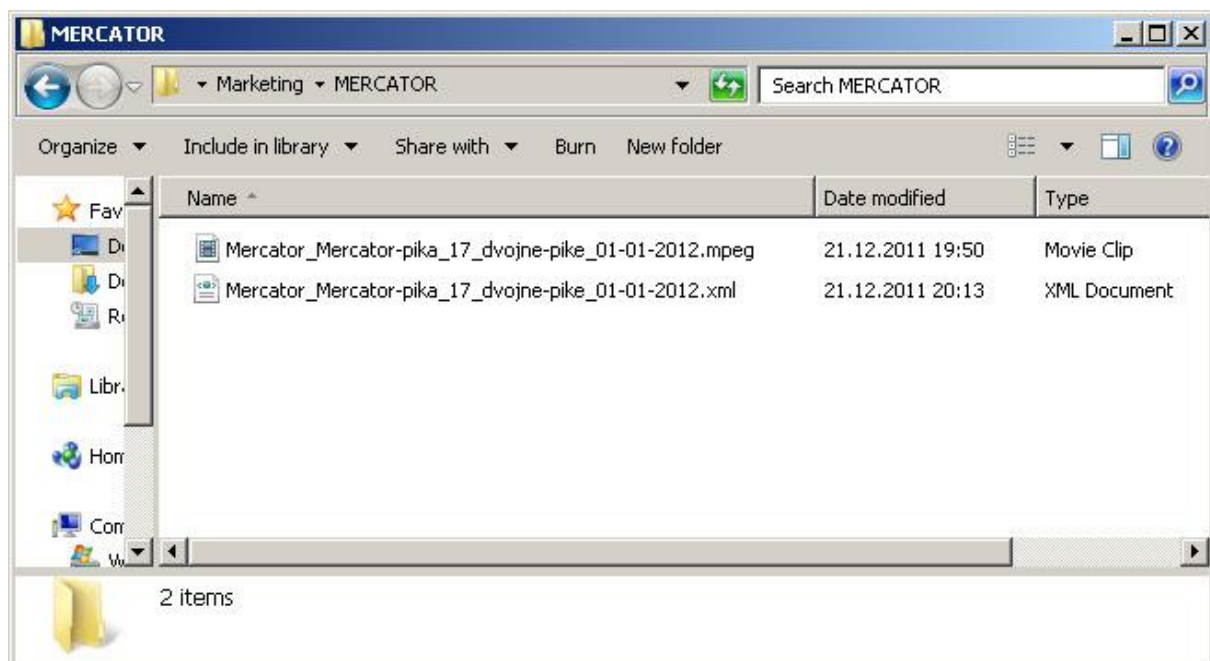 MERCATOR
Marketing MERCATOR Search MERCATOR
Organize Include in library Share with Burn New folder
Name Date modified Type
Fav
Mercator_Mercator-pika_17_dvojne-pike_01-01-2012.mpeg 21.12.2011 19:50 Movie Clip
Mercator_Mercator-pika_17_dvojne-pike_01-01-2012.xml 21.12.2011 20:13 XML Document
Libr
Hom
Com
2 items